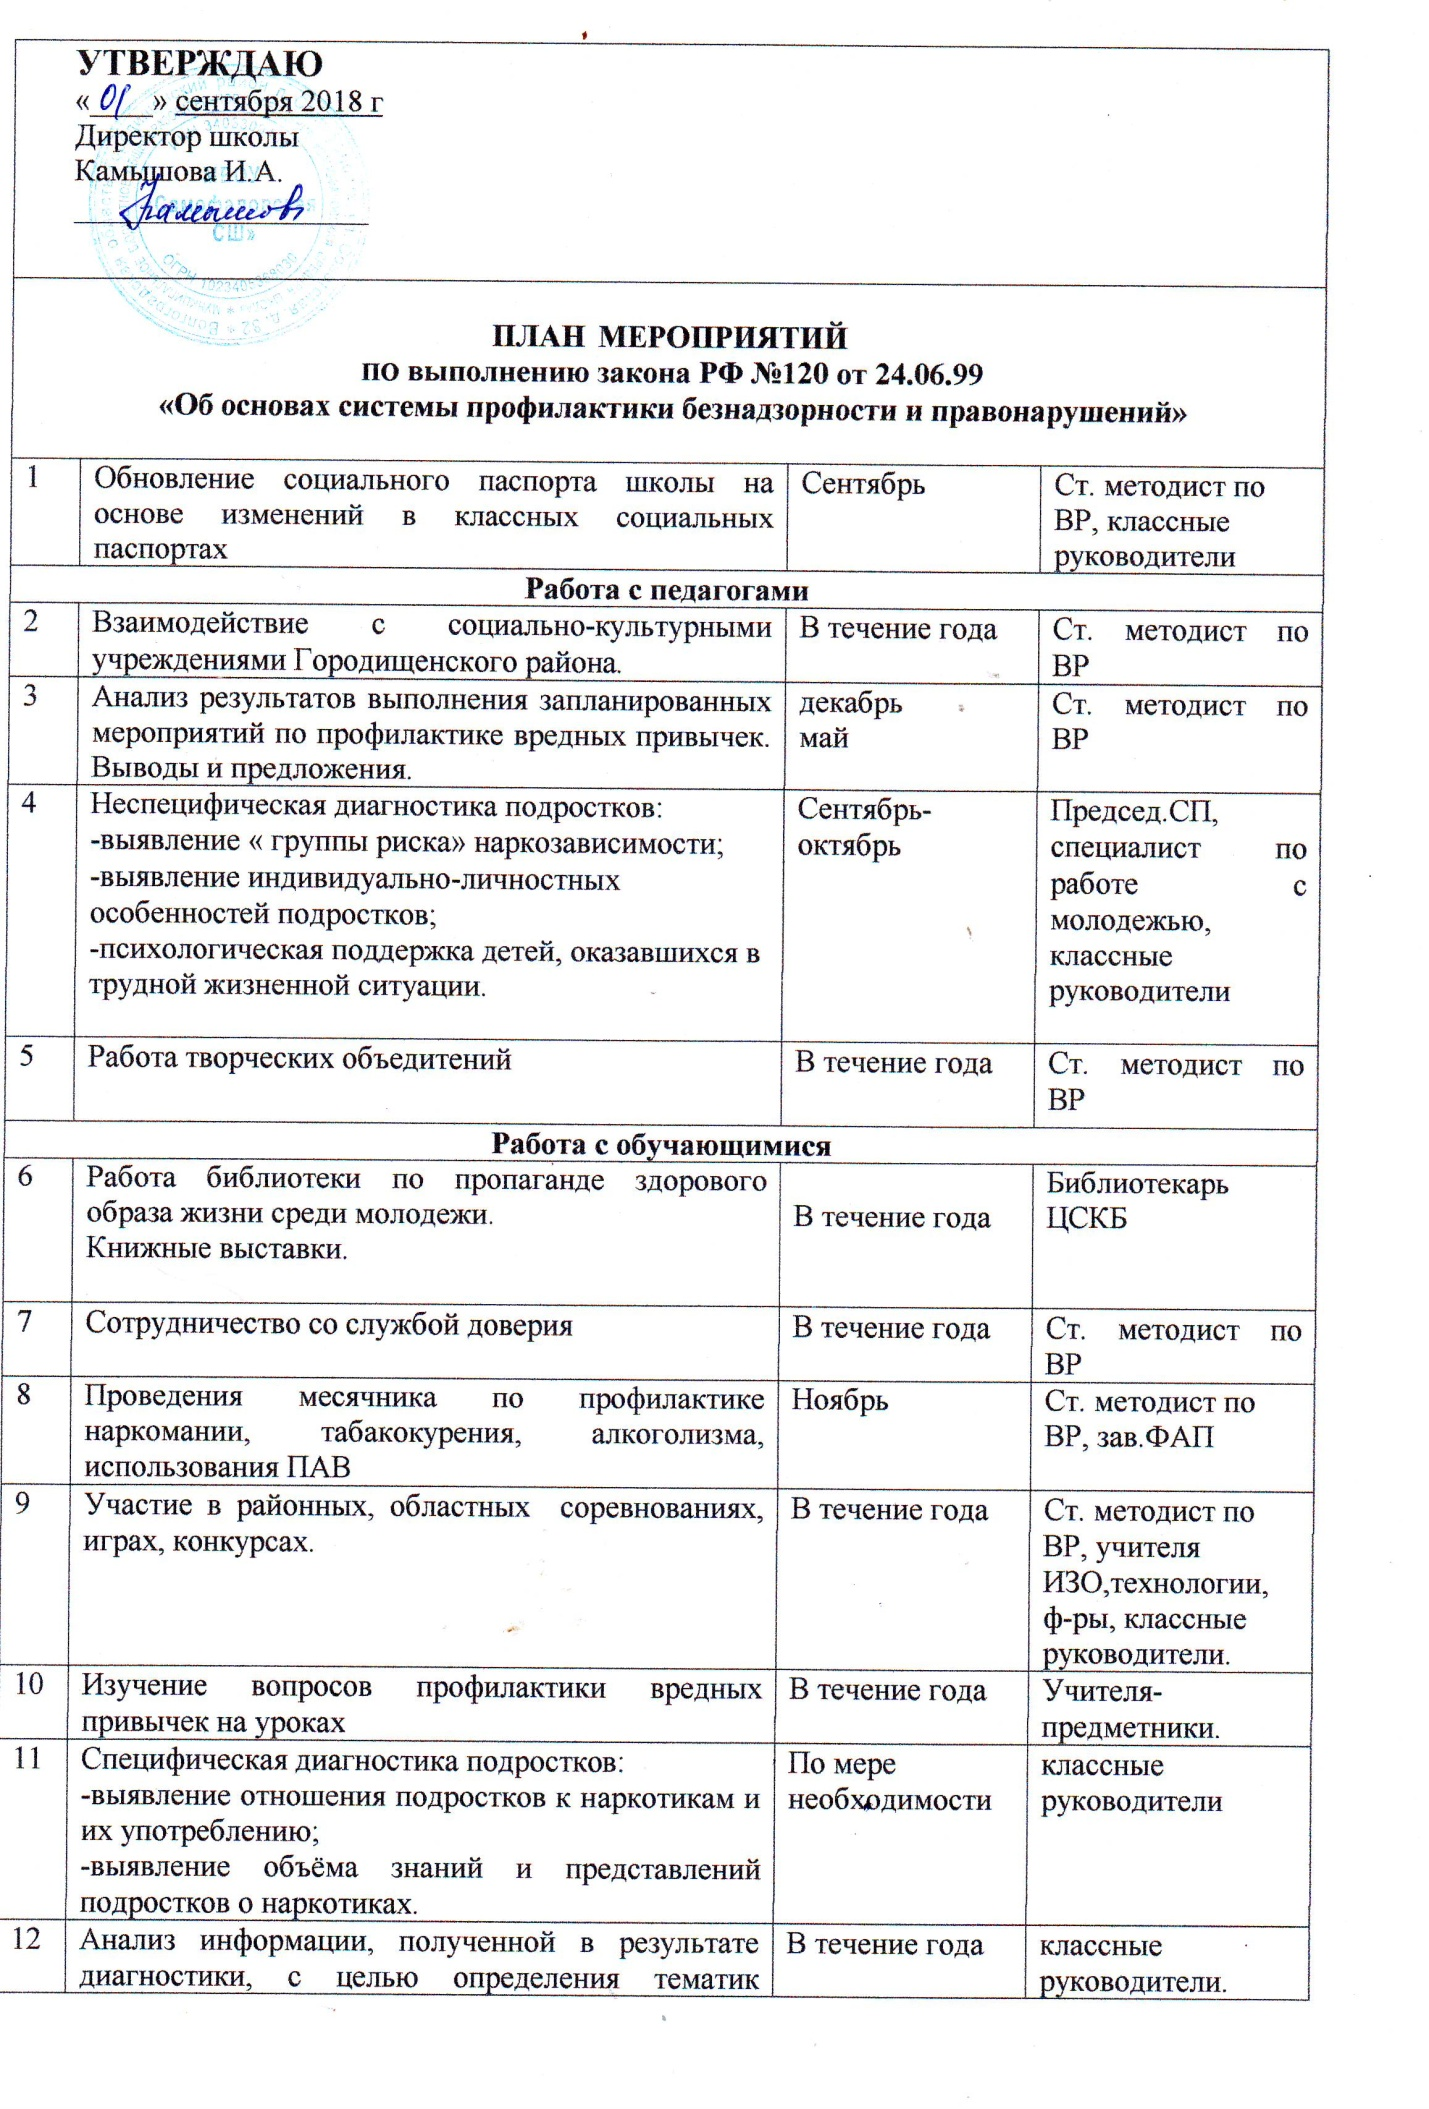 УТВЕРЖДАЮ
« 01 » сентября 2018 г
Директор школы
Камышова И.А.
СШ»
ПЛАН МЕРОПРИЯТИЙ
ПО выполнению закона РФ №120 от 24.06.99
«Об основах системы профилактики безнадзорности и правонарушений»
1 Обновление социального паспорта школы на Сентябрь Ст. методист по
основе изменений в классных социальных ВР, классные
паспортах руководители
Работа с педагогами
2 Взаимодействие с социально-культурными В течение года Ст. методист по
учреждениями Городищенского района. ВР
3 Анализ результатов выполнения запланированных декабрь Ст. методист по
мероприятий по профилактике вредных привычек. май ВР
Выводы и предложения.
4 Неспецифическая диагностика подростков: Сентябрь- Председ.СП,
-выявление « группы риска» наркозависимости; октябрь специалист по
-выявление индивидуально-личностных работе с
особенностей подростков; молодежью,
-психологическая поддержка детей, оказавшихся в классные
трудной жизненной ситуации. руководители
5 Работа творческих объедитений В течение года Ст. методист по
ВР
Работа с обучающимися
6 Работа библиотеки по пропаганде здорового Библиотекарь
образа жизни среди молодежи. В течение года ЦСКБ
Книжные выставки.
7 Сотрудничество со службой доверия В течение года Ст. методист по
ВР
8 Проведения месячника по профилактике Ноябрь Ст. методист по
наркомании, табакокурения, алкоголизма, ВР, зав.ФАП
использования ПАВ
9 Участие в районных, областных соревнованиях, В течение года Ст. методист по
играх, конкурсах. ВР, учителя
ИЗО,технологии,
ф-ры, классные
руководители.
10 Изучение вопросов профилактики вредных В течение года Учителя-
привычек на уроках предметники.
11 Специфическая диагностика подростков: По мере классные
-выявление отношения подростков к наркотикам и необходимости руководители
их употреблению;
-выявление объёма знаний и представлений
подростков о наркотиках.
12 Анализ информации, полученной в результате В течение года классные
диагностики, с целью определения тематик руководители.